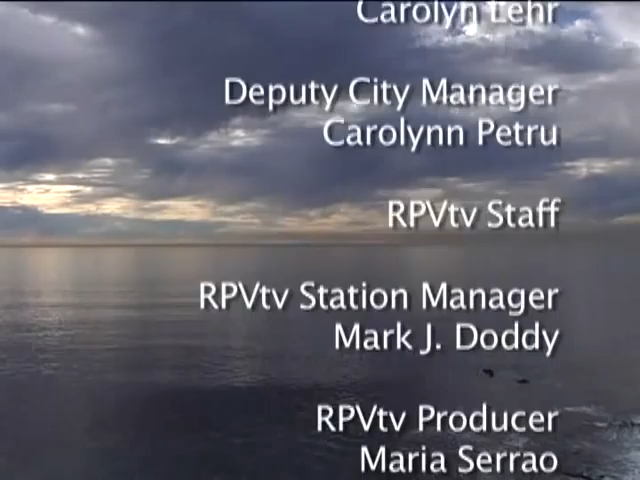 Carolyn Lehr
Deputy City Manager
Carolynn Petru
RPVtv Staff
RPVtv Station Manager
Mark J. Doddy
RPVtv Producer
Maria Serrao